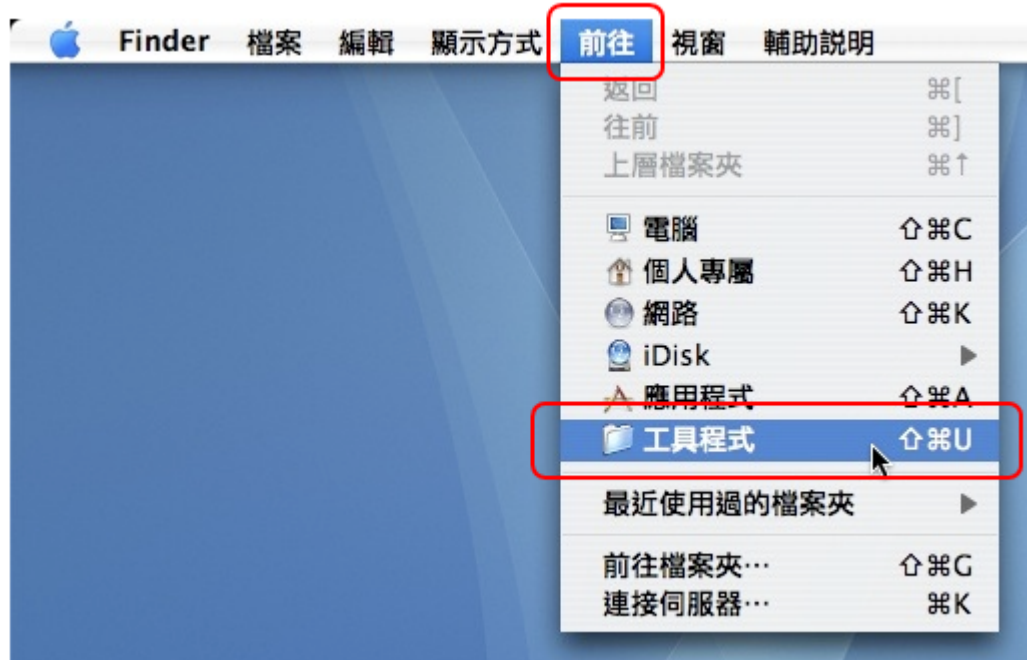 Finder 檔案 編輯 顯示方式 前往 視窗 輔助説明
返回 ⌘[
往前 ⌘]
上層檔案夾 ⌘↑
電腦 ⇧⌘C
個人專屬 ⇧⌘H
網路 ⇧⌘K
iDisk ▶
應用程式 ⇧⌘A
工具程式 ⇧⌘U
最近使用過的檔案夾 ▶
前往檔案夾… ⇧⌘G
連接伺服器… ⌘K